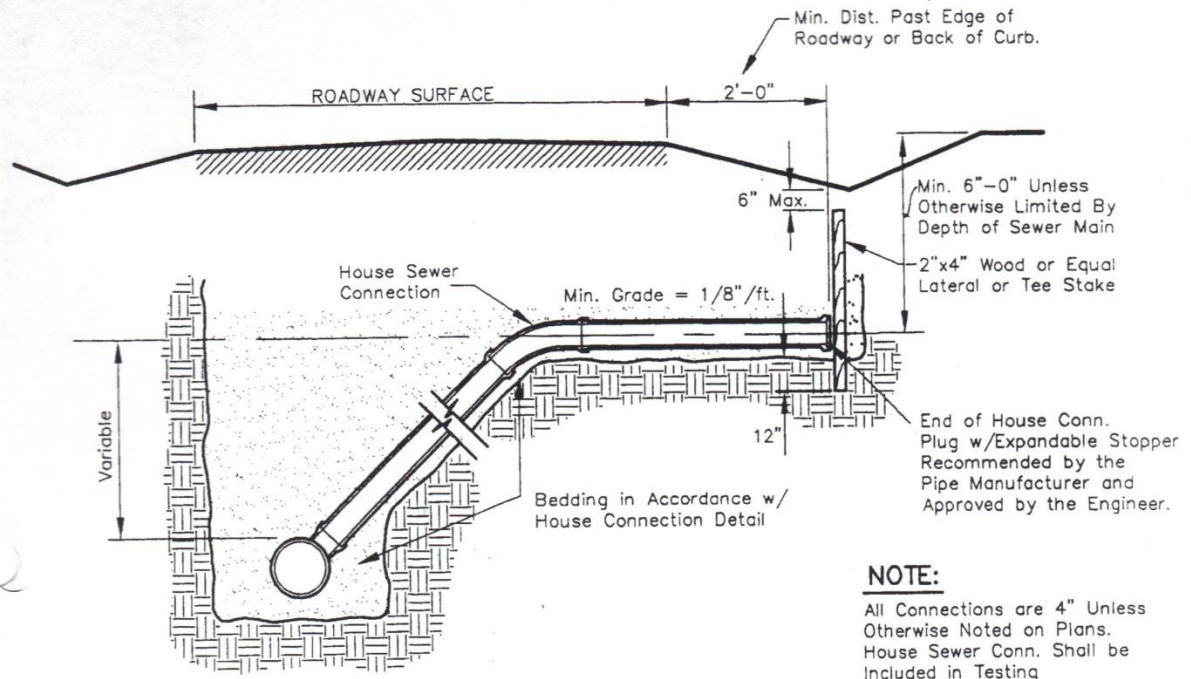 Min. Dist. Past Edge of
Roadway or Back of Curb.
ROADWAY SURFACE
2'-0"
6" Max.
Min. 6"-0" Unless
Otherwise Limited By
Depth of Sewer Main
2"x4" Wood or Equal
Lateral or Tee Stake
House Sewer
Connection
Min. Grade = 1/8"/ft.
Variable
12"
End of House Conn.
Plug w/Expandable Stopper
Recommended by the
Pipe Manufacturer and
Approved by the Engineer.
Bedding in Accordance w/
House Connection Detail
NOTE:
All Connections are 4" Unless
Otherwise Noted on Plans.
House Sewer Conn. Shall be
Included in Testing